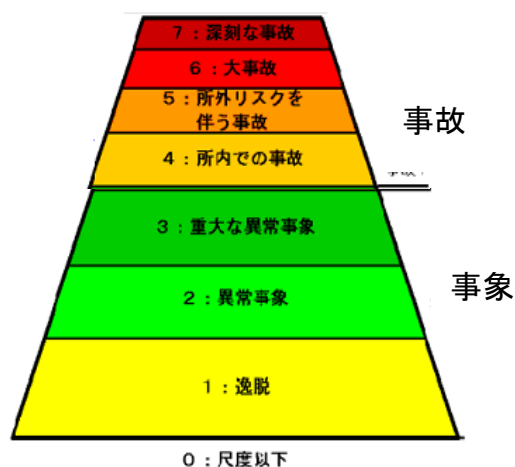 7：深刻な事故
6：大事故
5：所外リスクを
伴う事故
事故
4：所内での事故
3：重大な異常事象
2：異常事象
事象
1：逸脱
0：尺度以下